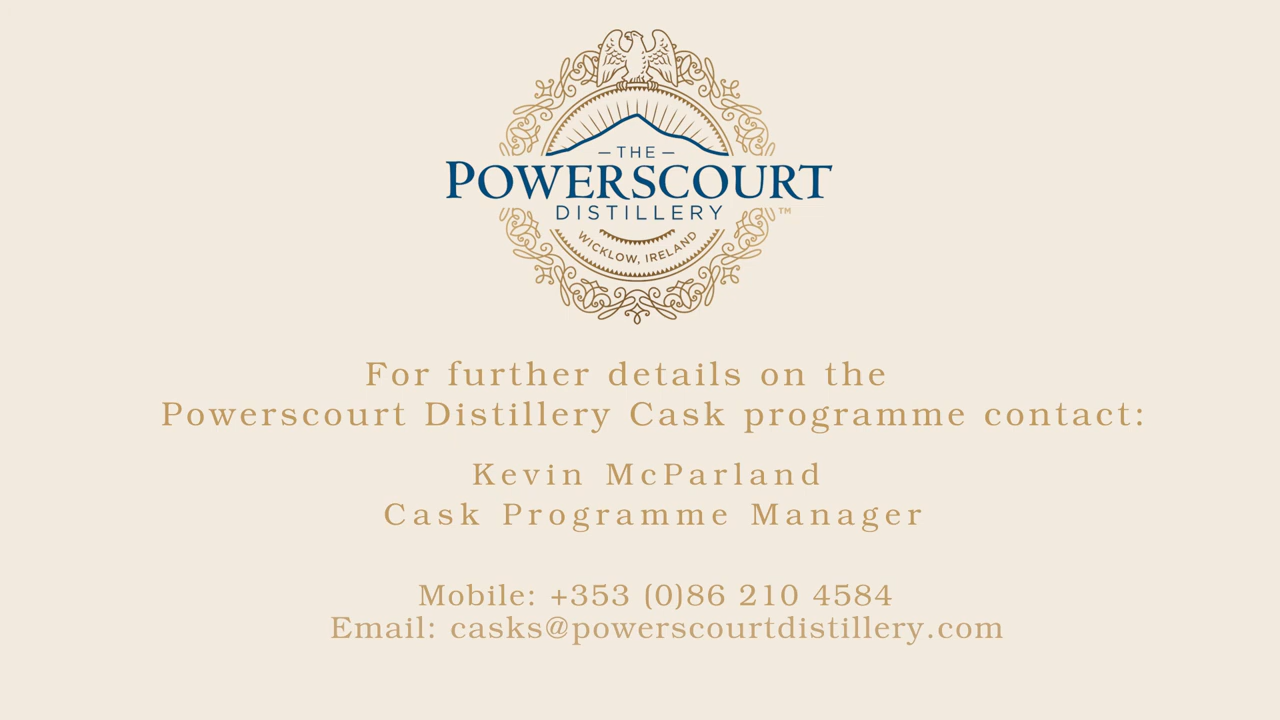 — THE —
POWERSCOURT
DISTILLERY ™
WICKLOW, IRELAND
For further details on the
Powerscourt Distillery Cask programme contact:
Kevin McParland
Cask Programme Manager
Mobile: +353 (0)86 210 4584
Email: casks@powerscourtdistillery.com